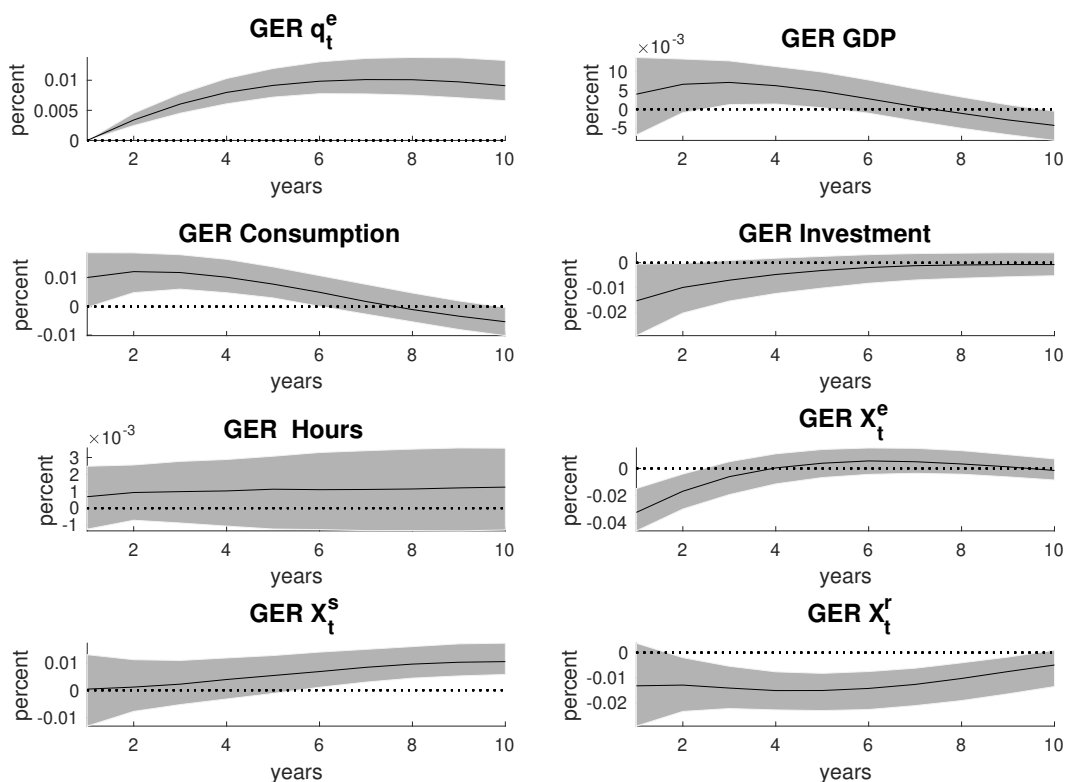 GER q_t^e
percent
0.01
0.005
0
2 4 6 8 10
years
GER GDP
×10^-3
percent
10
5
0
-5
2 4 6 8 10
years
GER Consumption
percent
0.01
0
-0.01
2 4 6 8 10
years
GER Investment
percent
0
-0.01
-0.02
2 4 6 8 10
years
GER Hours
×10^-3
percent
3
2
1
0
-1
2 4 6 8 10
years
GER X_t^e
percent
0
-0.02
-0.04
2 4 6 8 10
years
GER X_t^s
percent
0.01
0
-0.01
2 4 6 8 10
years
GER X_t^r
percent
0
-0.01
-0.02
2 4 6 8 10
years